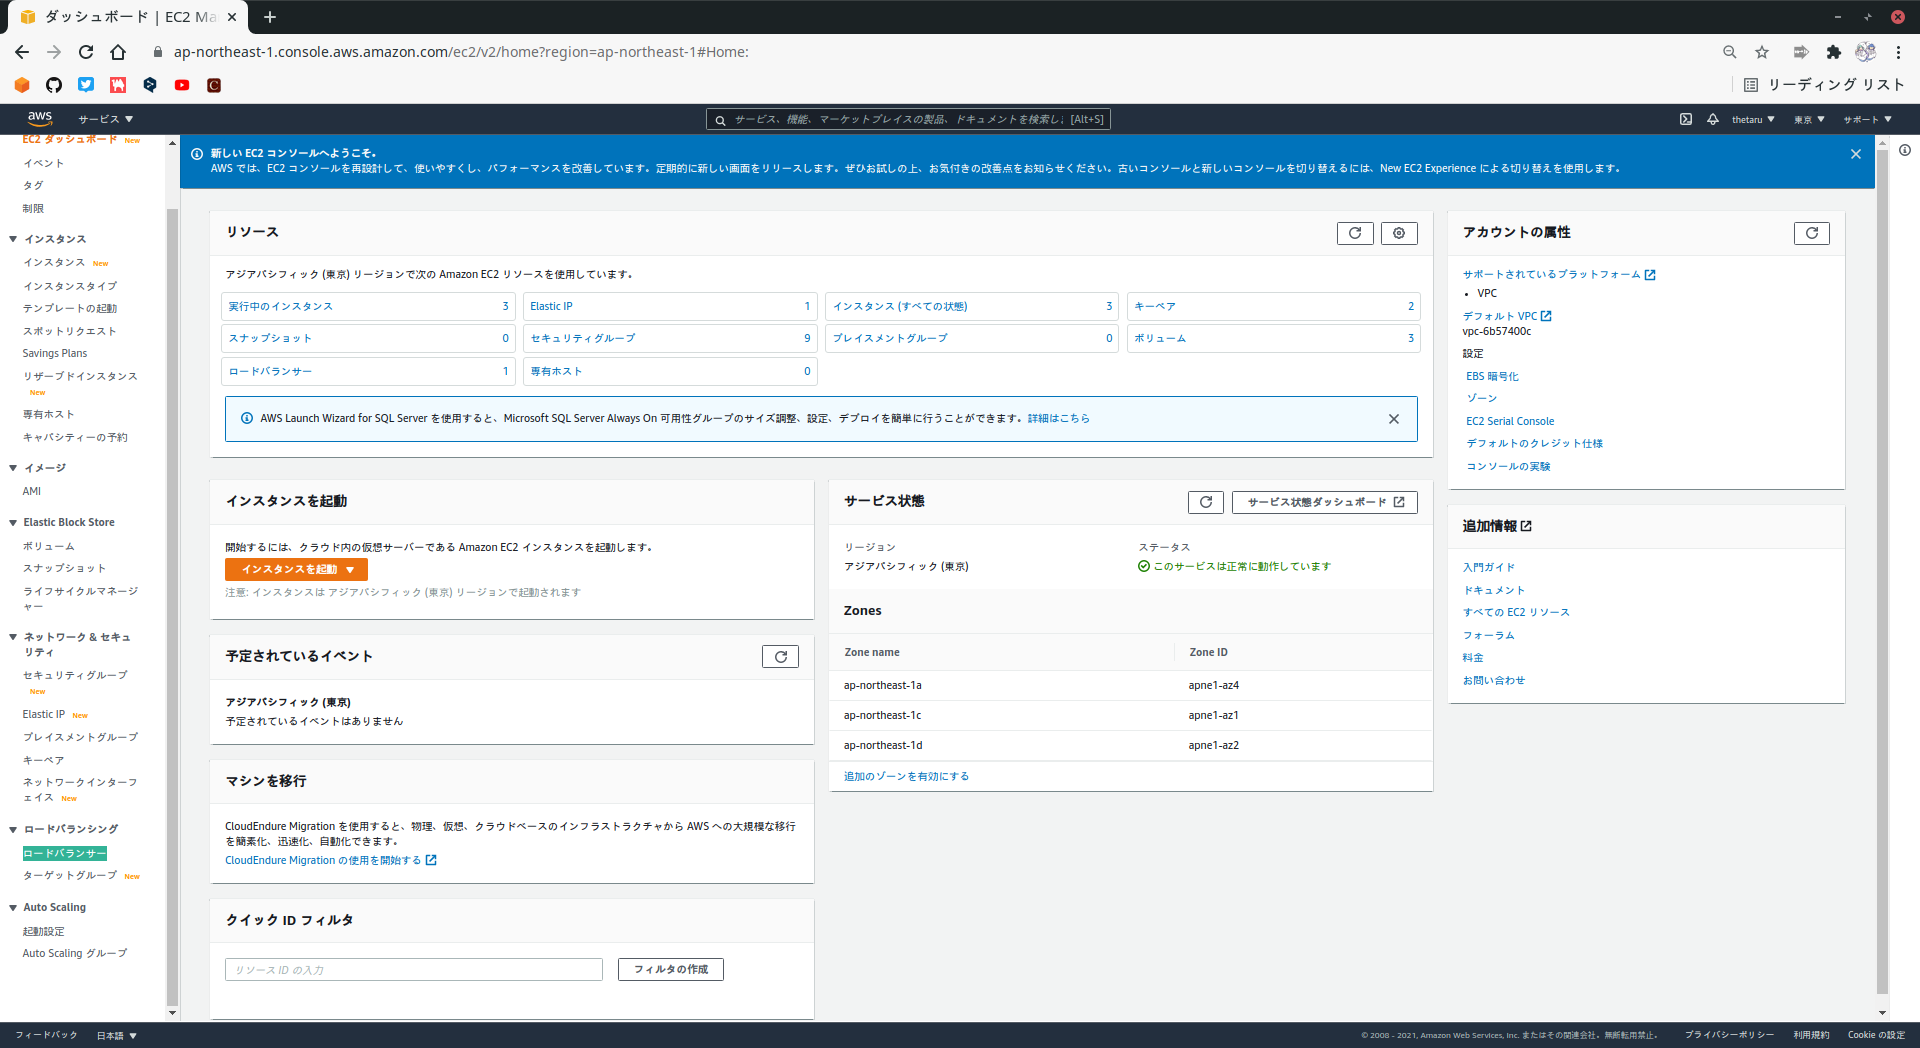 ダッシュボード | EC2 Ma
ap-northeast-1.console.aws.amazon.com/ec2/v2/home?region=ap-northeast-1#Home:
リーディング リスト
aws
サービス
サービス、機能、マーケットプレイスの製品、ドキュメントを検索し [Alt+S]
thetaru
東京
サポート
EC2 ダッシュボード New
イベント
タグ
制限
インスタンス
インスタンス New
インスタンスタイプ
テンプレートの起動
スポットリクエスト
Savings Plans
リザーブドインスタンス
New
専有ホスト
キャパシティーの予約
イメージ
AMI
Elastic Block Store
ボリューム
スナップショット
ライフサイクルマネージ
ャー
ネットワーク & セキュ
リティ
セキュリティグループ
New
Elastic IP New
プレイスメントグループ
キーペア
ネットワークインターフ
ェイス New
ロードバランシング
ロードバランサー
ターゲットグループ New
Auto Scaling
起動設定
Auto Scaling グループ
新しい EC2 コンソールへようこそ。
AWS では、EC2 コンソールを再設計して、使いやすくし、パフォーマンスを改善しています。定期的に新しい画面をリリースします。ぜひお試しの上、お気付きの改善点をお知らせください。古いコンソールと新しいコンソールを切り替えるには、New EC2 Experience による切り替えを使用します。
リソース
アジアパシフィック (東京) リージョンで次の Amazon EC2 リソースを使用しています。
実行中のインスタンス 3
Elastic IP 1
インスタンス (すべての状態) 3
キーペア 2
スナップショット 0
セキュリティグループ 9
プレイスメントグループ 0
ボリューム 3
ロードバランサー 1
専有ホスト 0
AWS Launch Wizard for SQL Server を使用すると、Microsoft SQL Server Always On 可用性グループのサイズ調整、設定、デプロイを簡単に行うことができます。詳細はこちら
インスタンスを起動
開始するには、クラウド内の仮想サーバーである Amazon EC2 インスタンスを起動します。
インスタンスを起動
注意: インスタンスは アジアパシフィック (東京) リージョンで起動されます
予定されているイベント
アジアパシフィック (東京)
予定されているイベントはありません
マシンを移行
CloudEndure Migration を使用すると、物理、仮想、クラウドベースのインフラストラクチャから AWS への大規模な移行
を簡素化、迅速化、自動化できます。
CloudEndure Migration の使用を開始する
クイック ID フィルタ
リソース ID の入力
フィルタの作成
サービス状態
サービス状態ダッシュボード
リージョン
アジアパシフィック (東京)
ステータス
このサービスは正常に動作しています
Zones
Zone name Zone ID
ap-northeast-1a apne1-az4
ap-northeast-1c apne1-az1
ap-northeast-1d apne1-az2
追加のゾーンを有効にする
アカウントの属性
サポートされているプラットフォーム
• VPC
デフォルト VPC
vpc-6b57400c
設定
EBS 暗号化
ゾーン
EC2 Serial Console
デフォルトのクレジット仕様
コンソールの実験
追加情報
入門ガイド
ドキュメント
すべての EC2 リソース
フォーラム
料金
お問い合わせ
フィードバック
日本語
© 2008 - 2021, Amazon Web Services, Inc. またはその関連会社。無断転用禁止。
プライバシーポリシー
利用規約
Cookie の設定